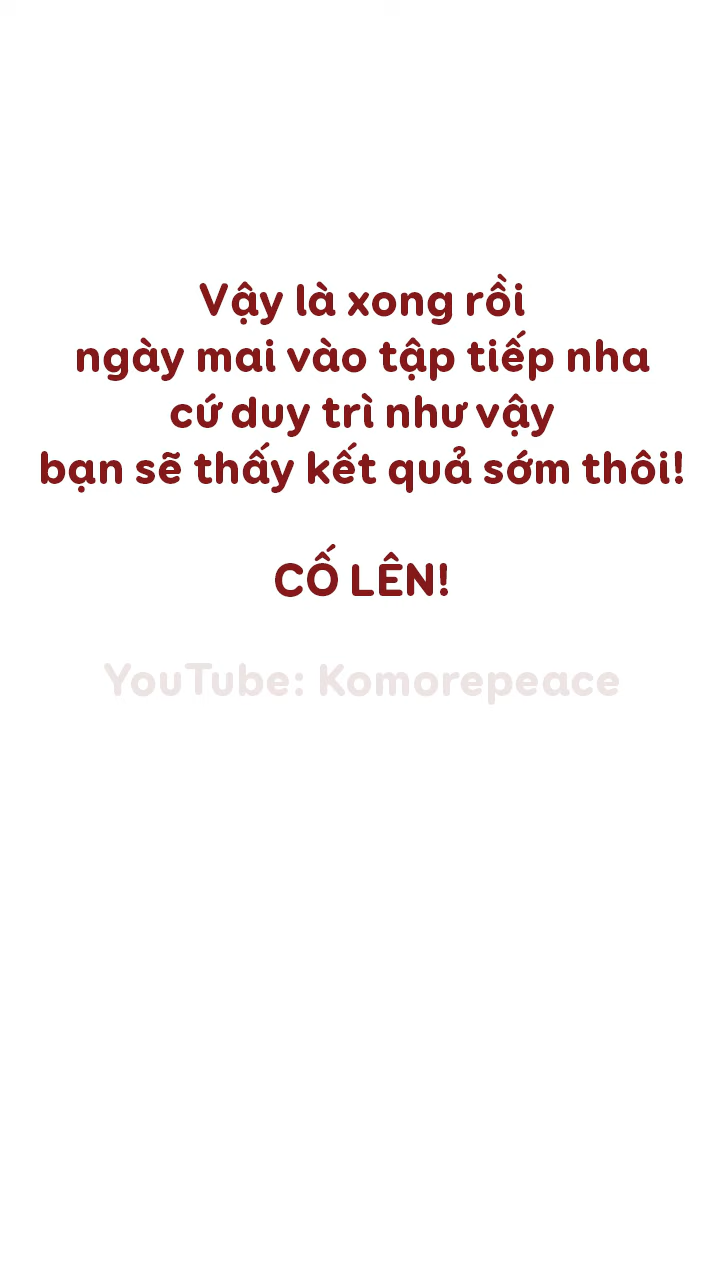 Vậy là xong rồi
ngày mai vào tập tiếp nha
cứ duy trì như vậy
bạn sẽ thấy kết quả sớm thôi!
CỐ LÊN!
YouTube: Komorepeace